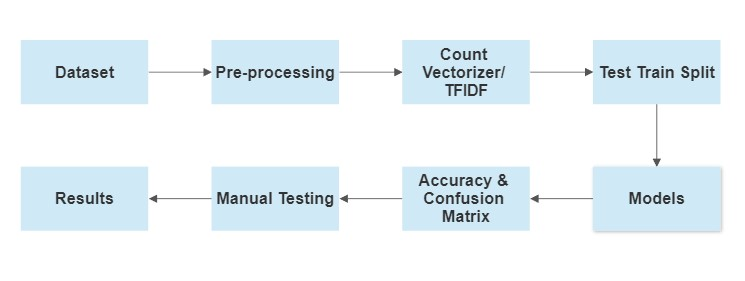 Dataset
Pre-processing
Count
Vectorizer/
TFIDF
Test Train Split
Results
Manual Testing
Accuracy &
Confusion
Matrix
Models